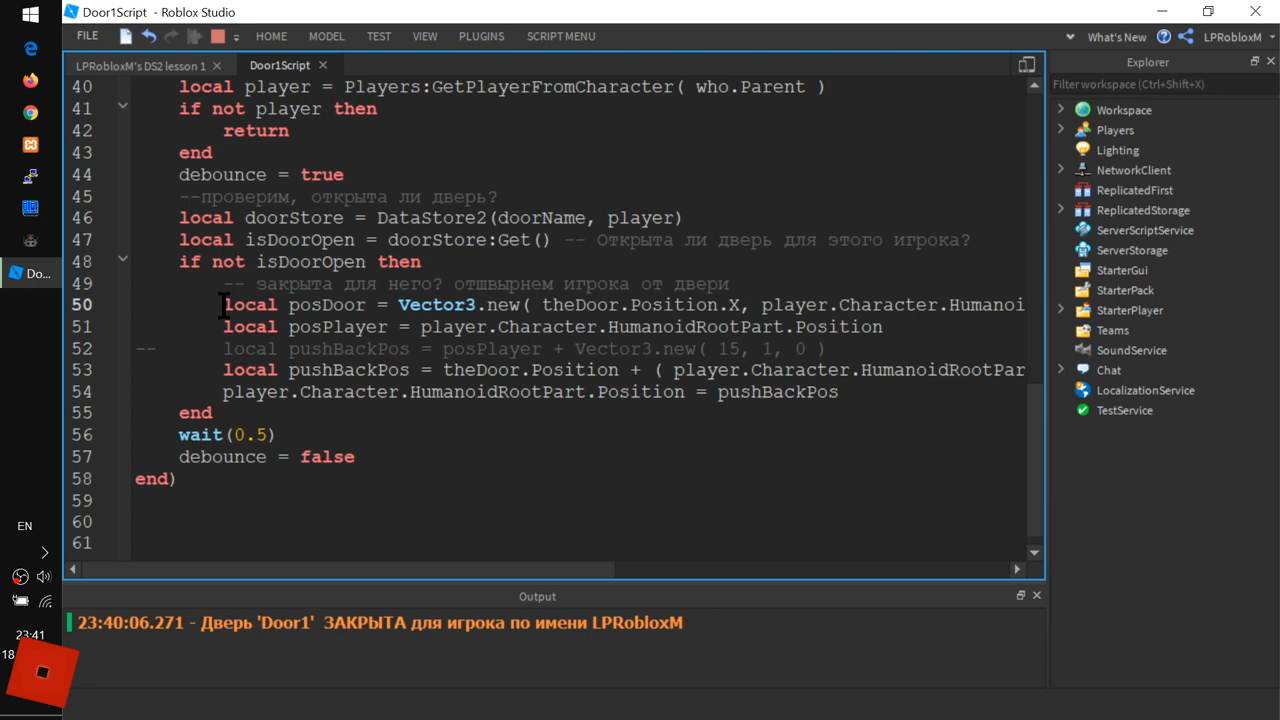 Door1Script - Roblox Studio
FILE HOME MODEL TEST VIEW PLUGINS SCRIPT MENU What's New LPRobloxM
LPRobloxM's DS2 lesson 1 × Door1Script ×
40 local player = Players:GetPlayerFromCharacter( who.Parent )
41 if not player then
42 return
43 end
44 debounce = true
45 --проверим, открыта ли дверь?
46 local doorStore = DataStore2(doorName, player)
47 local isDoorOpen = doorStore:Get() -- Открыта ли дверь для этого игрока?
48 if not isDoorOpen then
49 -- закрыта для него? отшвырнем игрока от двери
50 local posDoor = Vector3.new( theDoor.Position.X, player.Character.Humanoi
51 local posPlayer = player.Character.HumanoidRootPart.Position
52 -- local pushBackPos = posPlayer + Vector3.new( 15, 1, 0 )
53 local pushBackPos = theDoor.Position + ( player.Character.HumanoidRootPar
54 player.Character.HumanoidRootPart.Position = pushBackPos
55 end
56 wait(0.5)
57 debounce = false
58 end)
59
60
61
Output
23:40:06.271 - Дверь 'Door1' ЗАКРЫТА для игрока по имени LPRobloxM
Explorer
Filter workspace (Ctrl+Shift+X)
Workspace
Players
Lighting
NetworkClient
ReplicatedFirst
ReplicatedStorage
ServerScriptService
ServerStorage
StarterGui
StarterPack
StarterPlayer
Teams
SoundService
Chat
LocalizationService
TestService
Do...
EN
23:41
18